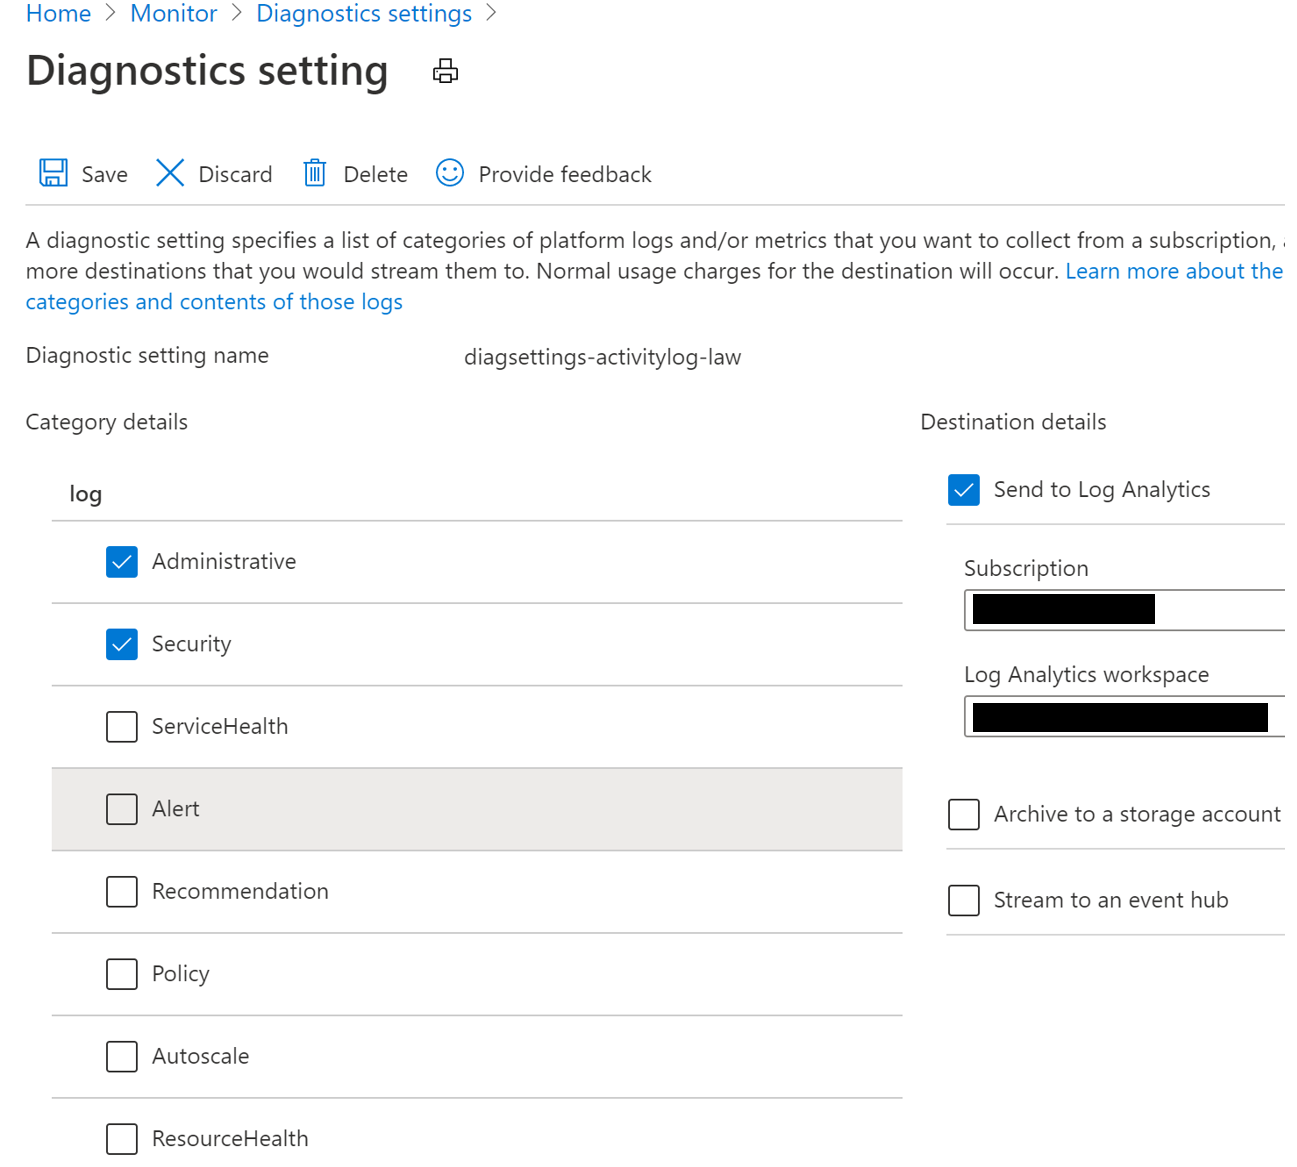 Home > Monitor > Diagnostics settings >
Diagnostics setting
Save Discard Delete Provide feedback
A diagnostic setting specifies a list of categories of platform logs and/or metrics that you want to collect from a subscription,
more destinations that you would stream them to. Normal usage charges for the destination will occur. Learn more about the
categories and contents of those logs
Diagnostic setting name
diagsettings-activitylog-law
Category details
log
Administrative
Security
ServiceHealth
Alert
Recommendation
Policy
Autoscale
ResourceHealth
Destination details
Send to Log Analytics
Subscription
Log Analytics workspace
Archive to a storage account
Stream to an event hub